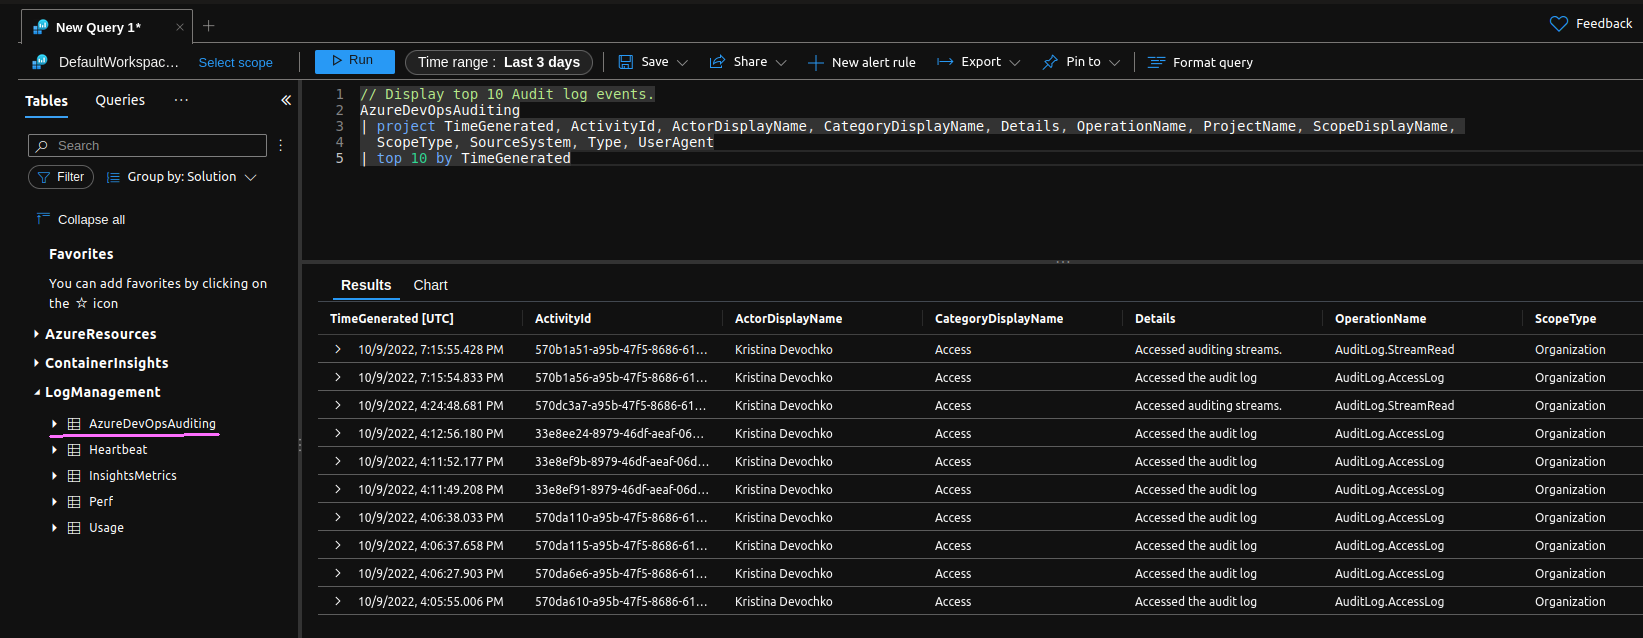 New Query 1*
Feedback
DefaultWorkspac... Select scope Run Time range : Last 3 days Save Share New alert rule Export Pin to Format query
Tables Queries ...
Search
Filter Group by: Solution
Collapse all
Favorites
You can add favorites by clicking on
the ☆ icon
AzureResources
ContainerInsights
LogManagement
AzureDevOpsAuditing
Heartbeat
InsightsMetrics
Perf
Usage
1 // Display top 10 Audit log events.
2 AzureDevOpsAuditing
3 | project TimeGenerated, ActivityId, ActorDisplayName, CategoryDisplayName, Details, OperationName, ProjectName, ScopeDisplayName,
4 ScopeType, SourceSystem, Type, UserAgent
5 | top 10 by TimeGenerated
Results Chart
TimeGenerated [UTC] ActivityId ActorDisplayName CategoryDisplayName Details OperationName ScopeType
10/9/2022, 7:15:55.428 PM 570b1a51-a95b-47f5-8686-61... Kristina Devochko Access Accessed auditing streams. AuditLog.StreamRead Organization
10/9/2022, 7:15:54.833 PM 570b1a56-a95b-47f5-8686-61... Kristina Devochko Access Accessed the audit log AuditLog.AccessLog Organization
10/9/2022, 4:24:48.681 PM 570dc3a7-a95b-47f5-8686-61... Kristina Devochko Access Accessed auditing streams. AuditLog.StreamRead Organization
10/9/2022, 4:12:56.180 PM 33e8ee24-8979-46df-aeaf-06... Kristina Devochko Access Accessed the audit log AuditLog.AccessLog Organization
10/9/2022, 4:11:52.177 PM 33e8ef9b-8979-46df-aeaf-06d... Kristina Devochko Access Accessed the audit log AuditLog.AccessLog Organization
10/9/2022, 4:11:49.208 PM 33e8ef91-8979-46df-aeaf-06d... Kristina Devochko Access Accessed the audit log AuditLog.AccessLog Organization
10/9/2022, 4:06:38.033 PM 570da110-a95b-47f5-8686-61... Kristina Devochko Access Accessed the audit log AuditLog.AccessLog Organization
10/9/2022, 4:06:37.658 PM 570da115-a95b-47f5-8686-61... Kristina Devochko Access Accessed the audit log AuditLog.AccessLog Organization
10/9/2022, 4:06:27.903 PM 570da6e6-a95b-47f5-8686-61... Kristina Devochko Access Accessed the audit log AuditLog.AccessLog Organization
10/9/2022, 4:05:55.006 PM 570da610-a95b-47f5-8686-61... Kristina Devochko Access Accessed the audit log AuditLog.AccessLog Organization